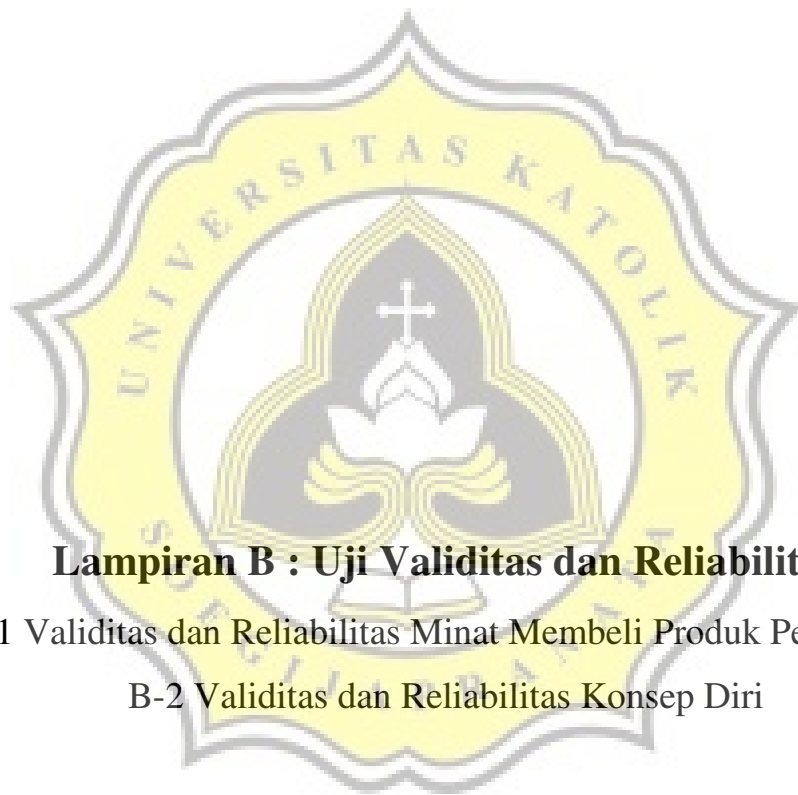 UNIVERSITAS KATOLIK
SOEGIJAPRANATA
Lampiran B : Uji Validitas dan Reliabilit
1 Validitas dan Reliabilitas Minat Membeli Produk Pe
B-2 Validitas dan Reliabilitas Konsep Diri